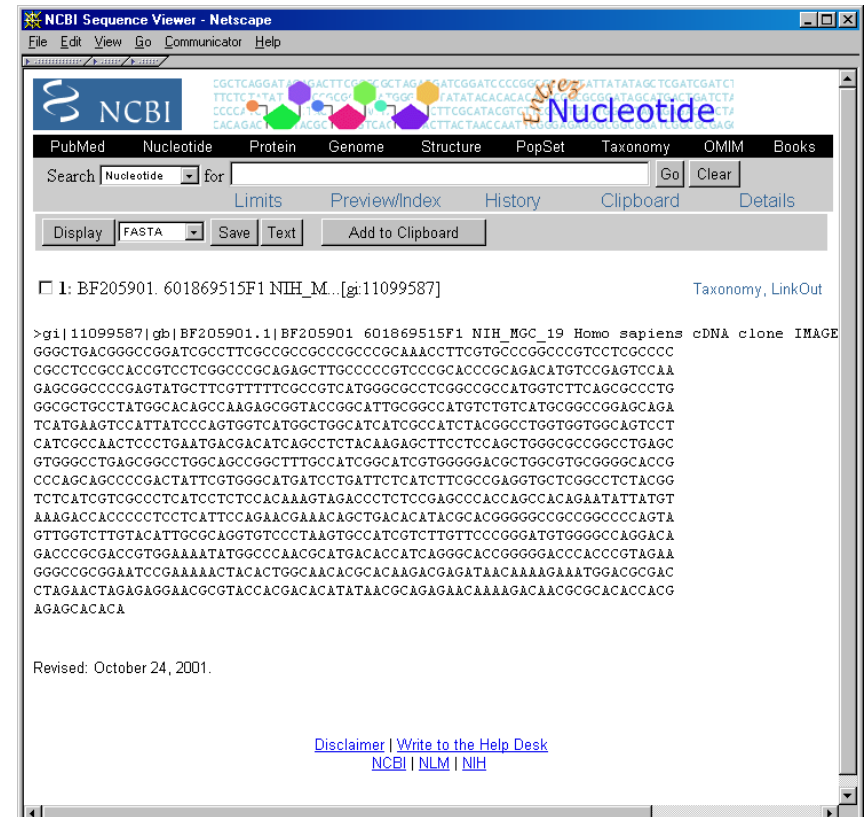 NCBI Sequence Viewer - Netscape
File Edit View Go Communicator Help
NCBI
Entrez
Nucleotide
PubMed Nucleotide Protein Genome Structure PopSet Taxonomy OMIM Books
Search Nucleotide for Go Clear
Limits Preview/Index History Clipboard Details
Display FASTA Save Text Add to Clipboard
1: BF205901. 601869515F1 NIH_M...[gi:11099587] Taxonomy, LinkOut
>gi|11099587|gb|BF205901.1|BF205901 601869515F1 NIH_MGC_19 Homo sapiens cDNA clone IMAGE
GGGCTGACGGGCCGGATCGCCTTCGCCGCCGCCCGCCCGCAAACCTTCGTGCCCGGCCCGTCCTCGCCCC
CGCCTCCGCCACCGTCCTCGGCCCGCAGAGCTTGCCCCCGTCCCGCACCCGCAGACATGTCCGAGTCCAA
GAGCGGCCCCGAGTATGCTTCGTTTTTCGCCGTCATGGGCGCCTCGGCCGCCATGGTCTTCAGCGCCCTG
GGCGCTGCCTATGGCACAGCCAAGAGCGGTACCGGCATTGCGGCCATGTCTGTCATGCGGCCGGAGCAGA
TCATGAAGTCCATTATCCCAGTGGTCATGGCTGGCATCATCGCCATCTACGGCCTGGTGGTGGCAGTCCT
CATCGCCAACTCCCTGAATGACGACATCAGCCTCTACAAGAGCTTCCTCCAGCTGGGCGCCGGCCTGAGC
GTGGGCCTGAGCGGCCTGGCAGCCGGCTTTGCCATCGGCATCGTGGGGGACGCTGGCGTGCGGGGCACCG
CCCAGCAGCCCCGACTATTCGTGGGCATGATCCTGATTCTCATCTTCGCCGAGGTGCTCGGCCTCTACGG
TCTCATCGTCGCCCTCATCCTCTCCACAAAGTAGACCCTCTCCGAGCCCACCAGCCACAGAATATTATGT
AAAGACCACCCCCTCCTCATTCCAGAACGAAACAGCTGACACATACGCACGGGGGCCGCCGGCCCCAGTA
GTTGGTCTTGTACATTGCGCAGGTGTCCCTAAGTGCCATCGTCTTGTTCCCGGGATGTGGGGCCAGGACA
GACCCGCGACCGTGGAAAATATGGCCCAACGCATGACACCATCAGGGCACCGGGGGACCCACCCGTAGAA
GGGCCGCGGAATCCGAAAAACTACACTGGCAACACGCACAAGACGAGATAACAAAAGAAATGGACGCGAC
CTAGAACTAGAGAGGAACGCGTACCACGACACATATAACGCAGAGAACAAAAGACAACGCGCACACCACG
AGAGCACACA
Revised: October 24, 2001.
Disclaimer | Write to the Help Desk
NCBI | NLM | NIH